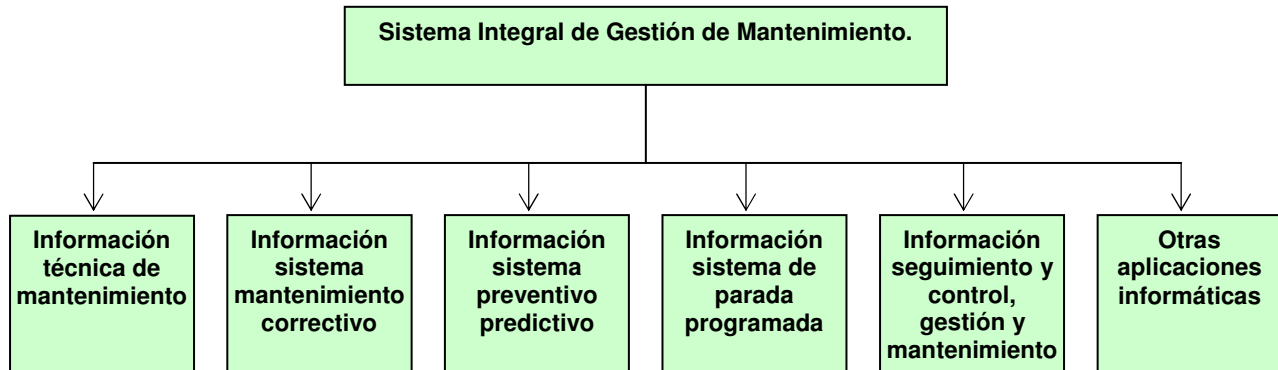 Sistema Integral de Gestión de Mantenimiento.
Información
técnica de
mantenimiento
Información
sistema
mantenimiento
correctivo
Información
sistema
preventivo
predictivo
Información
sistema de
parada
programada
Información
seguimiento y
control,
gestión y
mantenimiento
Otras
aplicaciones
informáticas